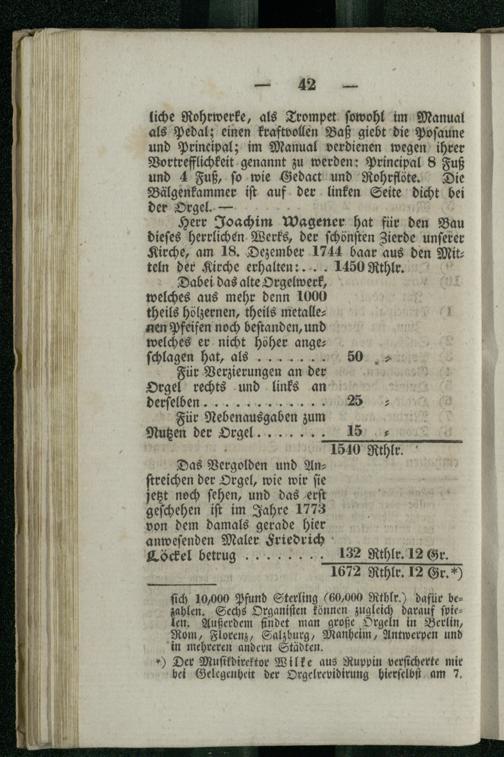 — 42 —
liche Rohrwerke, als Trompet sowohl im Manual
als Pedal; einen kraftvollen Baß giebt die Posaune
und Principal; im Manual verdienen wegen ihrer
Vortrefflichkeit genannt zu werden: Principal 8 Fuß
und 4 Fuß, so wie Gedact und Rohrflöte. Die
Bälgenkammer ist auf der linken Seite dicht bei
der Orgel. —
Herr Joachim Wagener hat für den Bau
dieses herrlichen Werks, der schönsten Zierde unserer
Kirche, am 18. Dezember 1744 baar aus den Mit-
teln der Kirche erhalten: . . . 1450 Rthlr.
Dabei das alte Orgelwerk,
welches aus mehr denn 1000
theils hölzernen, theils metalle-
nen Pfeifen noch bestanden, und
welches er nicht höher ange-
schlagen hat, als . . . . . . . 50 „ =
Für Verzierungen an der
Orgel rechts und links an
derselben . . . . . . . . . . . . 25 =
Für Nebenausgaben zum
Nutzen der Orgel . . . . . . . 15 =
1540 Rthlr.
Das Vergolden und An-
streichen der Orgel, wie wir sie
jetzt noch sehen, und das erst
geschehen ist im Jahre 1773
von dem damals gerade hier
anwesenden Maler Friedrich
Löckel betrug . . . . . . . . 132 Rthlr. 12 Gr.
1672 Rthlr. 12 Gr.*)
sich 10,000 Pfund Sterling (60,000 Rthlr.) dafür be-
zahlen. Sechs Organisten können zugleich darauf spie-
len. Außerdem findet man große Orgeln in Berlin,
Rom, Florenz, Salzburg, Manheim, Antwerpen und
in mehreren andern Städten.
*) Der Musikdirektor Wilke aus Ruppin versicherte mir
bei Gelegenheit der Orgelrevidirung hierselbst am 7.